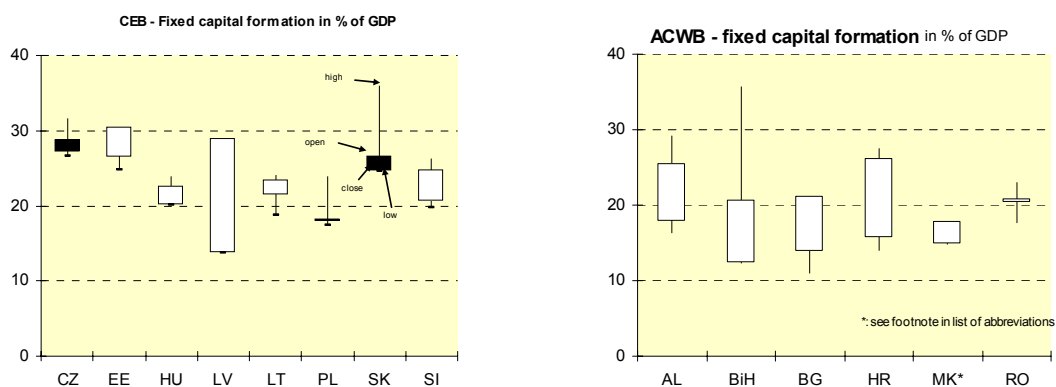 CEB - Fixed capital formation in % of GDP
40
30
20
10
0
high
open
close
low
CZ EE HU LV LT PL SK SI
ACWB - fixed capital formation in % of GDP
40
30
20
10
0
*: see footnote in list of abbreviations
AL BiH BG HR MK* RO